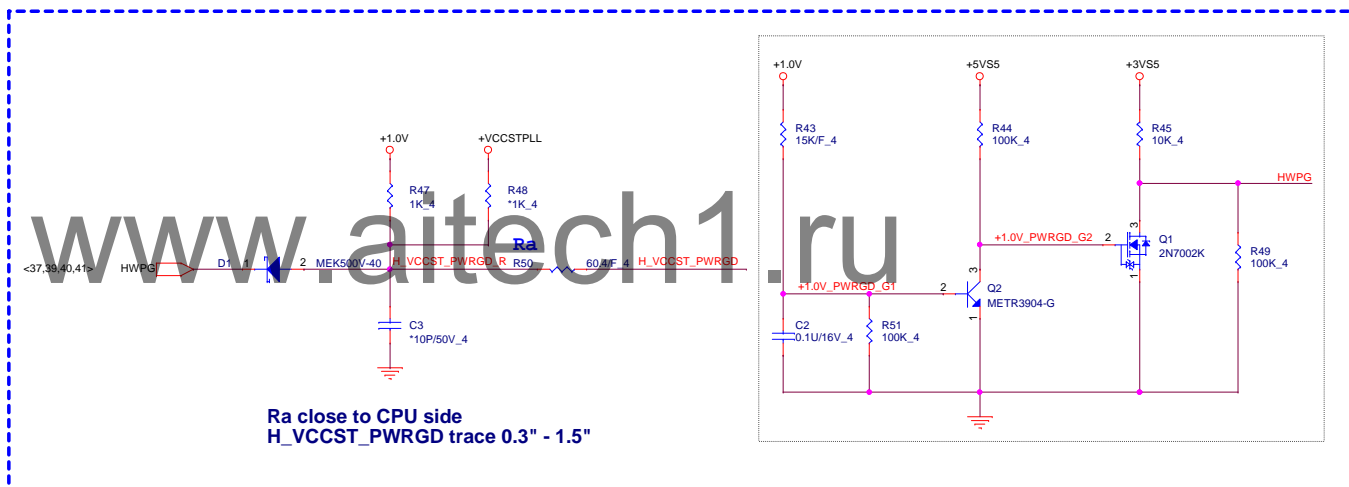 +1.0V
+VCCSTPLL
R47
1K_4
R48
*1K_4
www.aitech1.ru
Ra
<37,39,40,41>
HWPG
D1
1
2
MEK500V-40
H_VCCST_PWRGD_R
R50
60.4/F_4
H_VCCST_PWRGD
C3
*10P/50V_4
Ra close to CPU side
H_VCCST_PWRGD trace 0.3" - 1.5"
+1.0V
+5VS5
+3VS5
R43
15K/F_4
R44
100K_4
R45
10K_4
HWPG
+1.0V_PWRGD_G2
2
3
1
Q1
2N7002K
R49
100K_4
+1.0V_PWRGD_G1
2
3
1
Q2
METR3904-G
C2
0.1U/16V_4
R51
100K_4